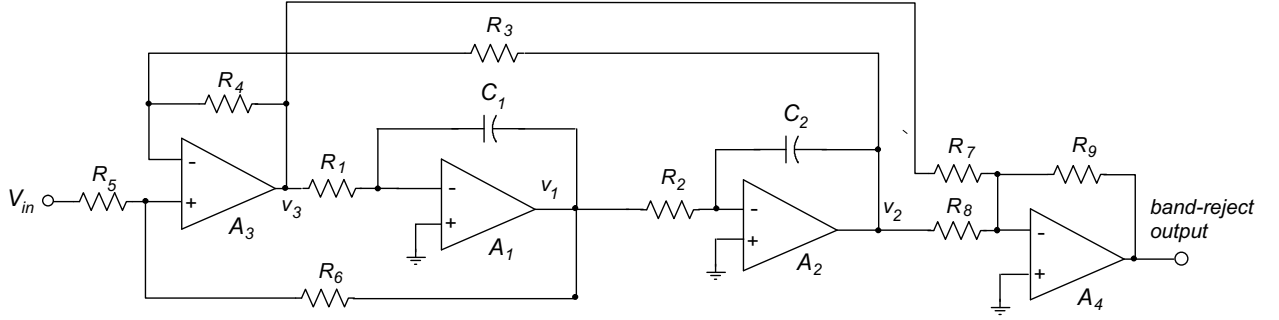 R3
R4
C1
C2
R7
R9
-
R5
R1
-
v1
R2
-
v2
R8
Vin
+
v3
+
+
-
band-reject
output
A3
A1
A2
+
R6
A4